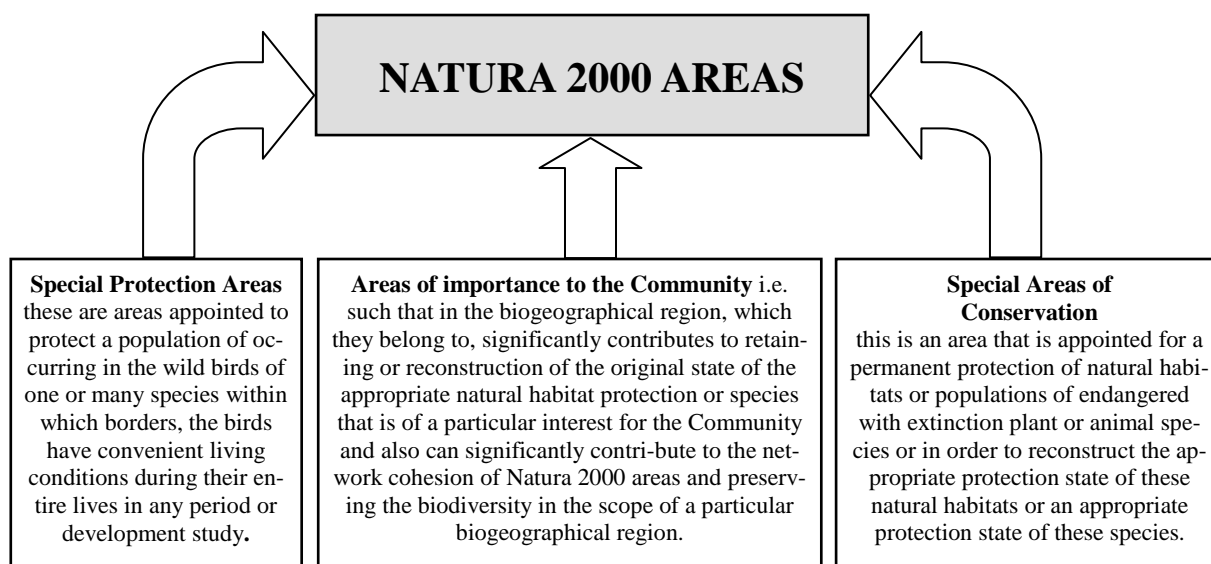 NATURA 2000 AREAS
Special Protection Areas
these are areas appointed to
protect a population of oc-
curring in the wild birds of
one or many species within
which borders, the birds
have convenient living
conditions during their en-
tire lives in any period or
development study.
Areas of importance to the Community i.e.
such that in the biogeographical region, which
they belong to, significantly contributes to retain-
ing or reconstruction of the original state of the
appropriate natural habitat protection or species
that is of a particular interest for the Community
and also can significantly contri-bute to the net-
work cohesion of Natura 2000 areas and preserv-
ing the biodiversity in the scope of a particular
biogeographical region.
Special Areas of
Conservation
this is an area that is appointed for a
permanent protection of natural habi-
tats or populations of endangered
with extinction plant or animal spe-
cies or in order to reconstruct the ap-
propriate protection state of these
natural habitats or an appropriate
protection state of these species.